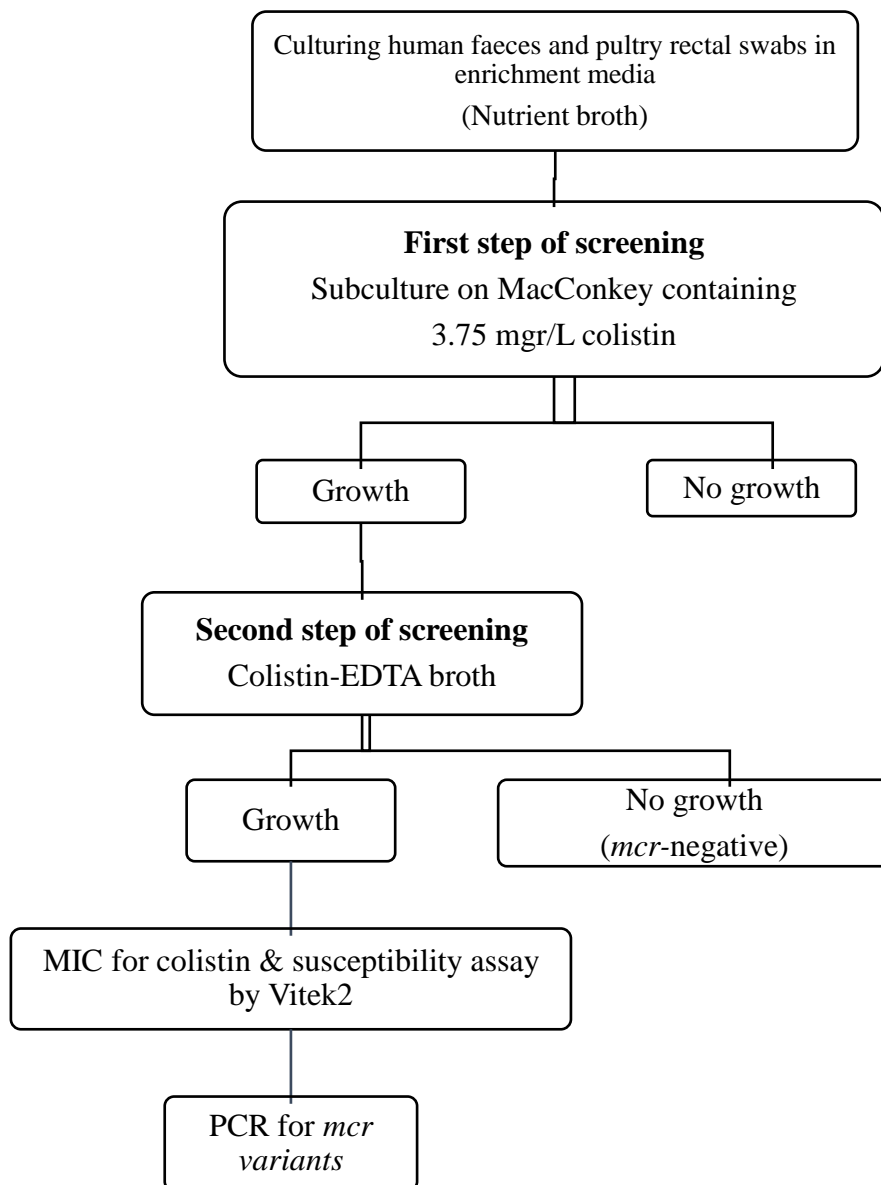 Culturing human faeces and pultry rectal swabs in
enrichment media
(Nutrient broth)
First step of screening
Subculture on MacConkey containing
3.75 mgr/L colistin
Growth
No growth
Second step of screening
Colistin-EDTA broth
Growth
No growth
(mcr-negative)
MIC for colistin & susceptibility assay
by Vitek2
PCR for mcr
variants